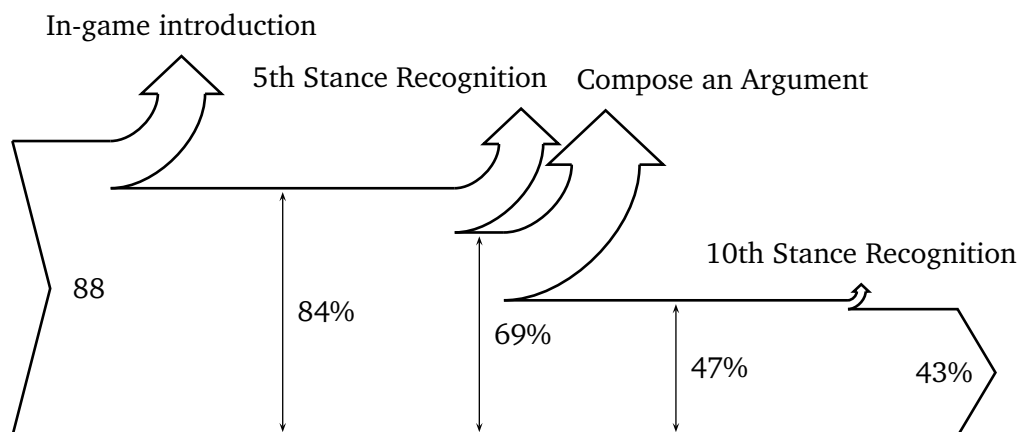 In-game introduction
5th Stance Recognition
Compose an Argument
10th Stance Recognition
88
84%
69%
47%
43%